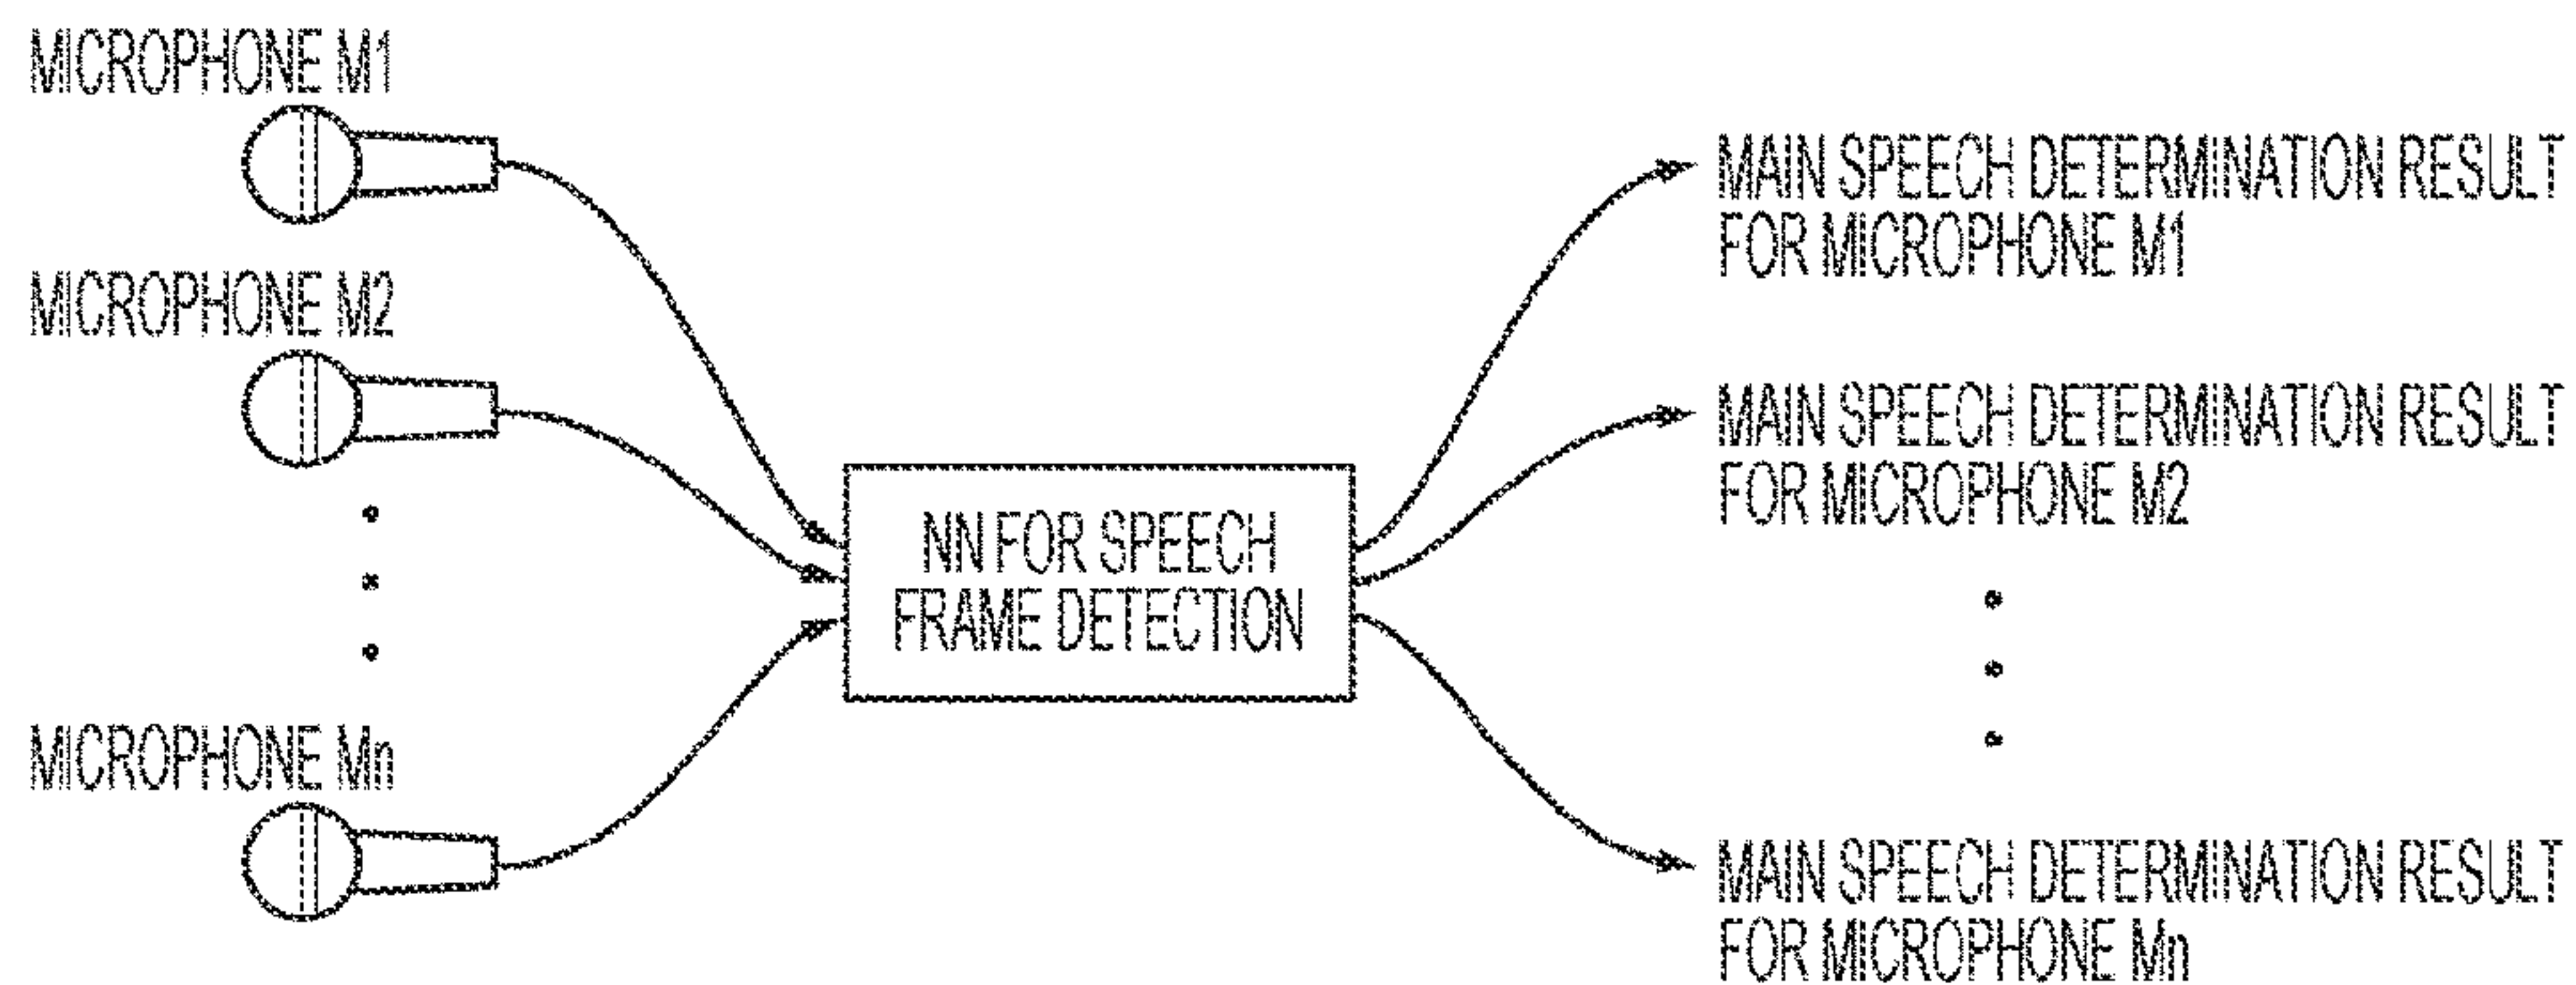 MICROPHONE M1
MICROPHONE M2
MICROPHONE Mn
NN FOR SPEECH
FRAME DETECTION
MAIN SPEECH DETERMINATION RESULT
FOR MICROPHONE M1
MAIN SPEECH DETERMINATION RESULT
FOR MICROPHONE M2
MAIN SPEECH DETERMINATION RESULT
FOR MICROPHONE Mn